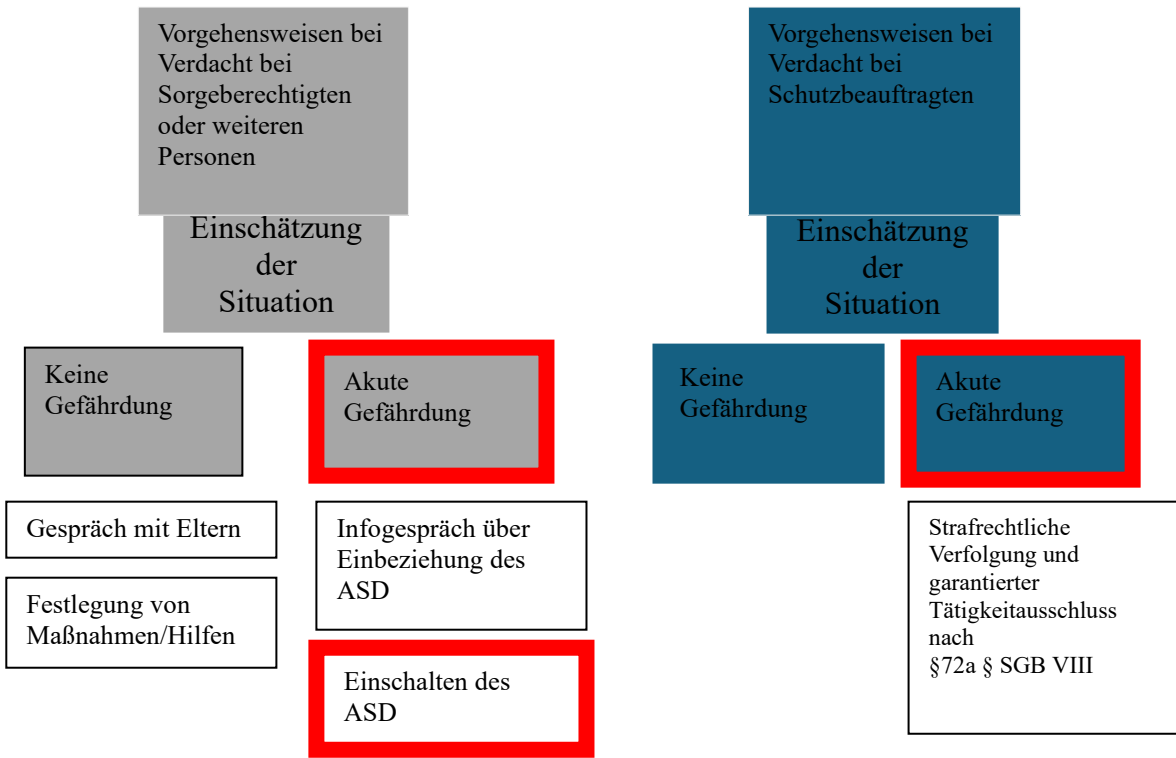 Vorgehensweisen bei
Verdacht bei
Sorgeberechtigten
oder weiteren
Personen
Einschätzung
der
Situation
Keine
Gefährdung
Akute
Gefährdung
Gespräch mit Eltern
Festlegung von
Maßnahmen/Hilfen
Infogespräch über
Einbeziehung des
ASD
Einschalten des
ASD
Vorgehensweisen bei
Verdacht bei
Schutzbeauftragten
Einschätzung
der
Situation
Keine
Gefährdung
Akute
Gefährdung
Strafrechtliche
Verfolgung und
garantierter
Tätigkeitausschluss
nach
§72a § SGB VIII